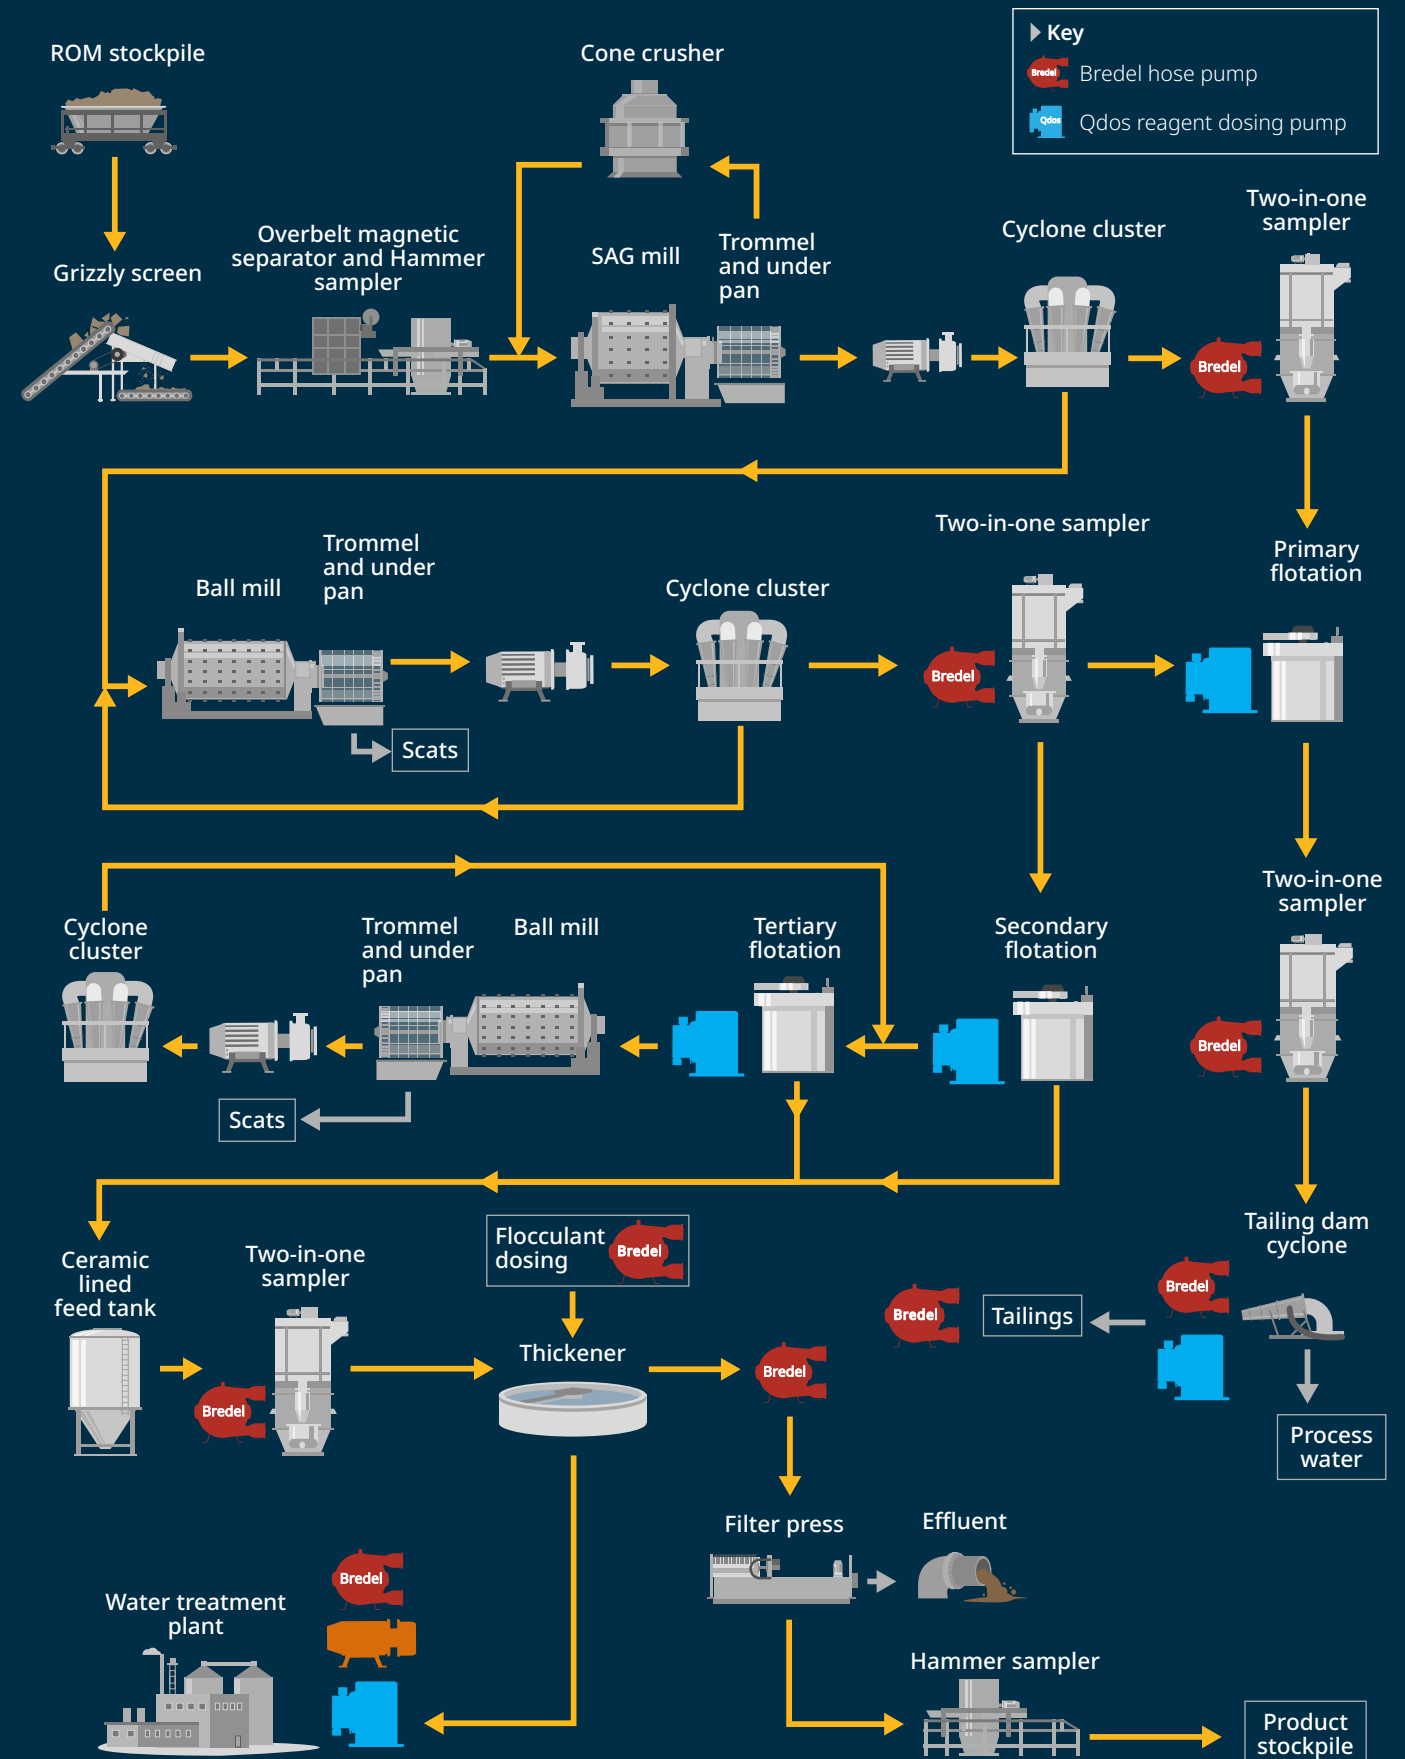 ROM stockpile
Cone crusher
Key
Bredel
Bredel hose pump
Qdos
Qdos reagent dosing pump
Two-in-one
sampler
Cyclone cluster
Overbelt magnetic
separator and Hammer
sampler
SAG mill
Trommel
and under
pan
Grizzly screen
Bredel
Two-in-one sampler
Primary
flotation
Trommel
and under
pan
Ball mill
Cyclone cluster
Bredel
Scats
Two-in-one
sampler
Cyclone
cluster
Trommel
and under
pan
Ball mill
Tertiary
flotation
Secondary
flotation
Bredel
Scats
Tailing dam
cyclone
Flocculant
dosing
Bredel
Ceramic
lined
feed tank
Two-in-one
sampler
Bredel
Bredel
Tailings
Thickener
Bredel
Bredel
Process
water
Filter press
Effluent
Bredel
Water treatment
plant
Hammer sampler
Product
stockpile